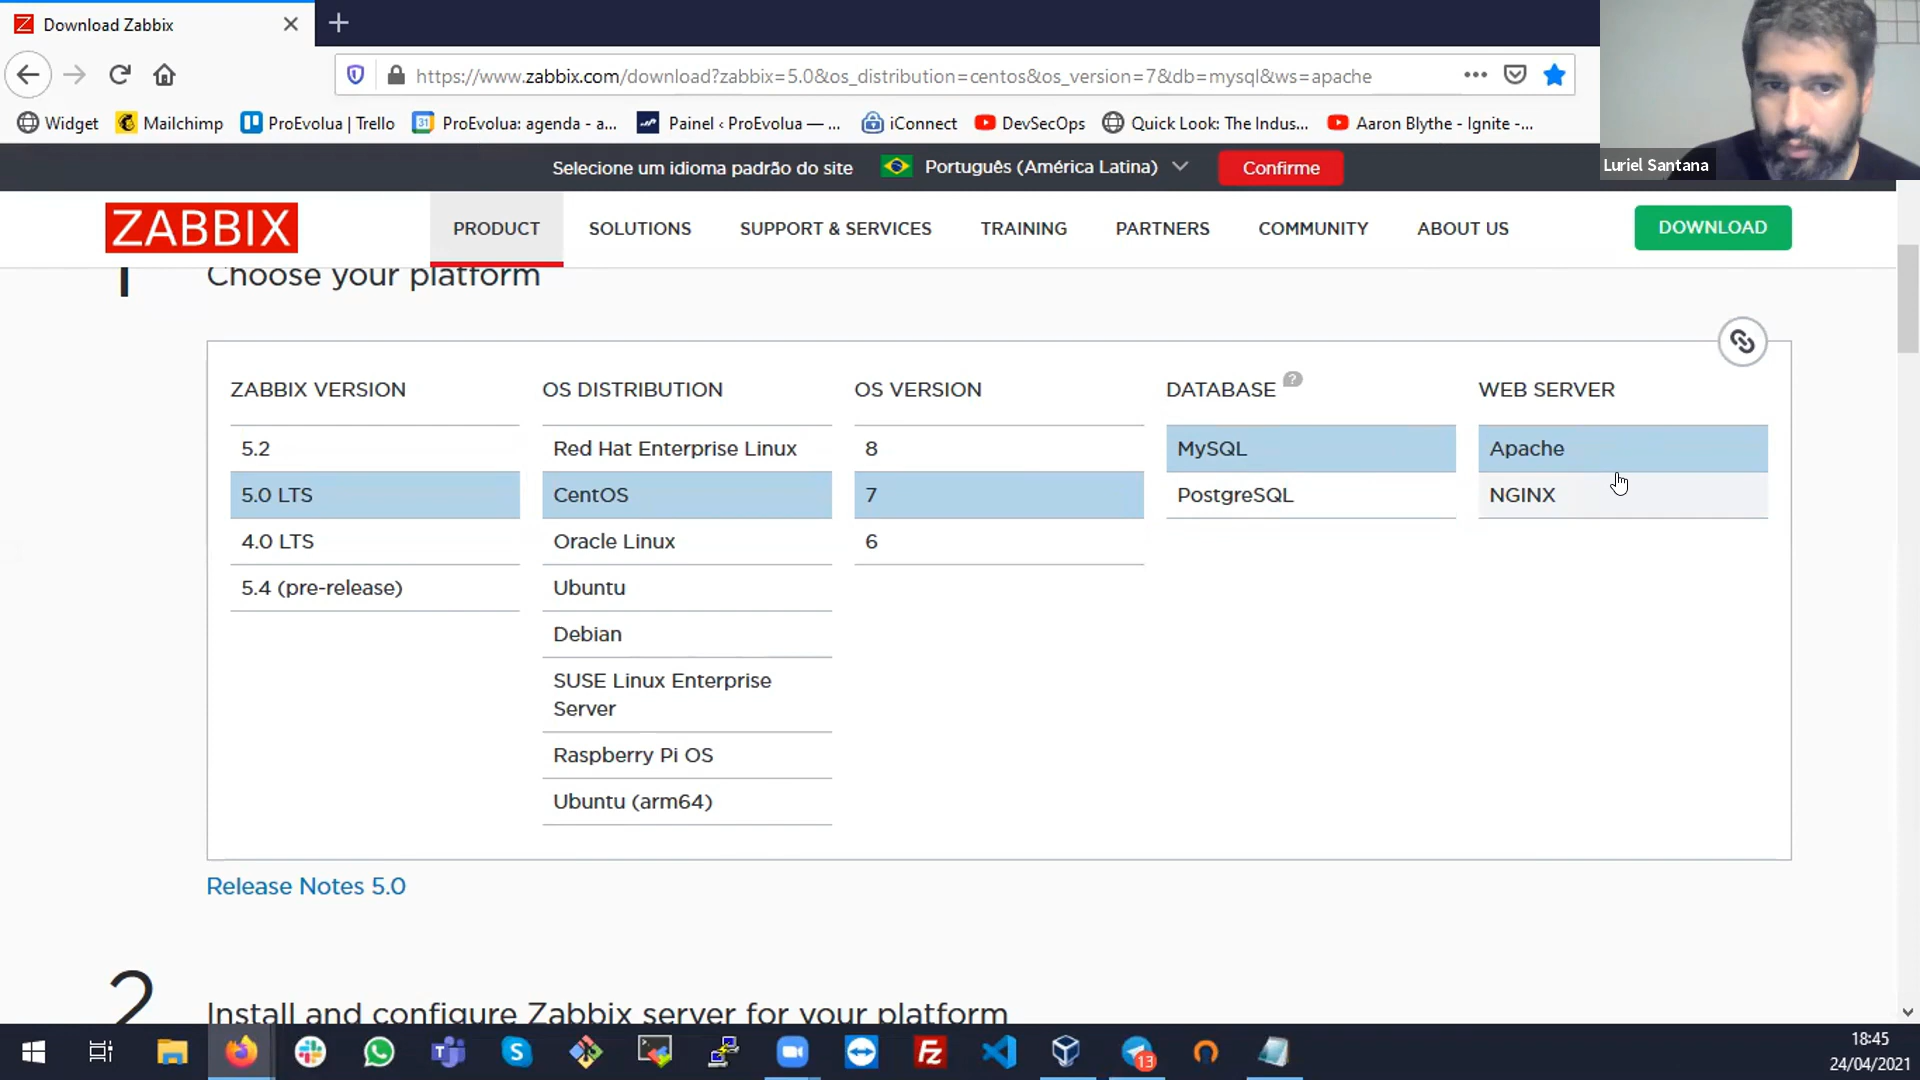 Download Zabbix
https://www.zabbix.com/download?zabbix=5.0&os_distribution=centos&os_version=7&db=mysql&ws=apache
Widget
Mailchimp
ProEvolua | Trello
31
ProEvolua: agenda - a...
Painel ‹ ProEvolua — ...
iConnect
DevSecOps
Quick Look: The Indus...
Aaron Blythe - Ignite -...
Luriel Santana
Selecione um idioma padrão do site
Português (América Latina)
Confirme
ZABBIX
PRODUCT
SOLUTIONS
SUPPORT & SERVICES
TRAINING
PARTNERS
COMMUNITY
ABOUT US
DOWNLOAD
1
Choose your platform
ZABBIX VERSION
5.2
5.0 LTS
4.0 LTS
5.4 (pre-release)
OS DISTRIBUTION
Red Hat Enterprise Linux
CentOS
Oracle Linux
Ubuntu
Debian
SUSE Linux Enterprise
Server
Raspberry Pi OS
Ubuntu (arm64)
OS VERSION
8
7
6
DATABASE ?
MySQL
PostgreSQL
WEB SERVER
Apache
NGINX
Release Notes 5.0
2
Install and configure Zabbix server for your platform
13
18:45
24/04/2021